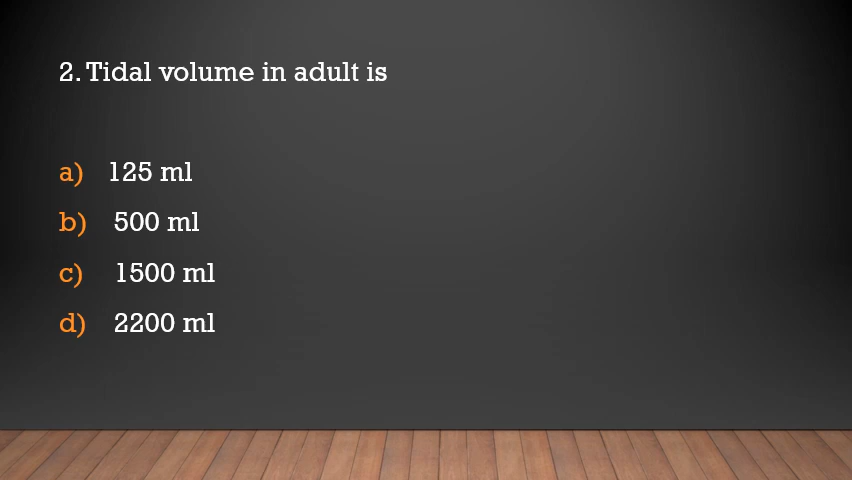 2. Tidal volume in adult is
a) 125 ml
b) 500 ml
c) 1500 ml
d) 2200 ml